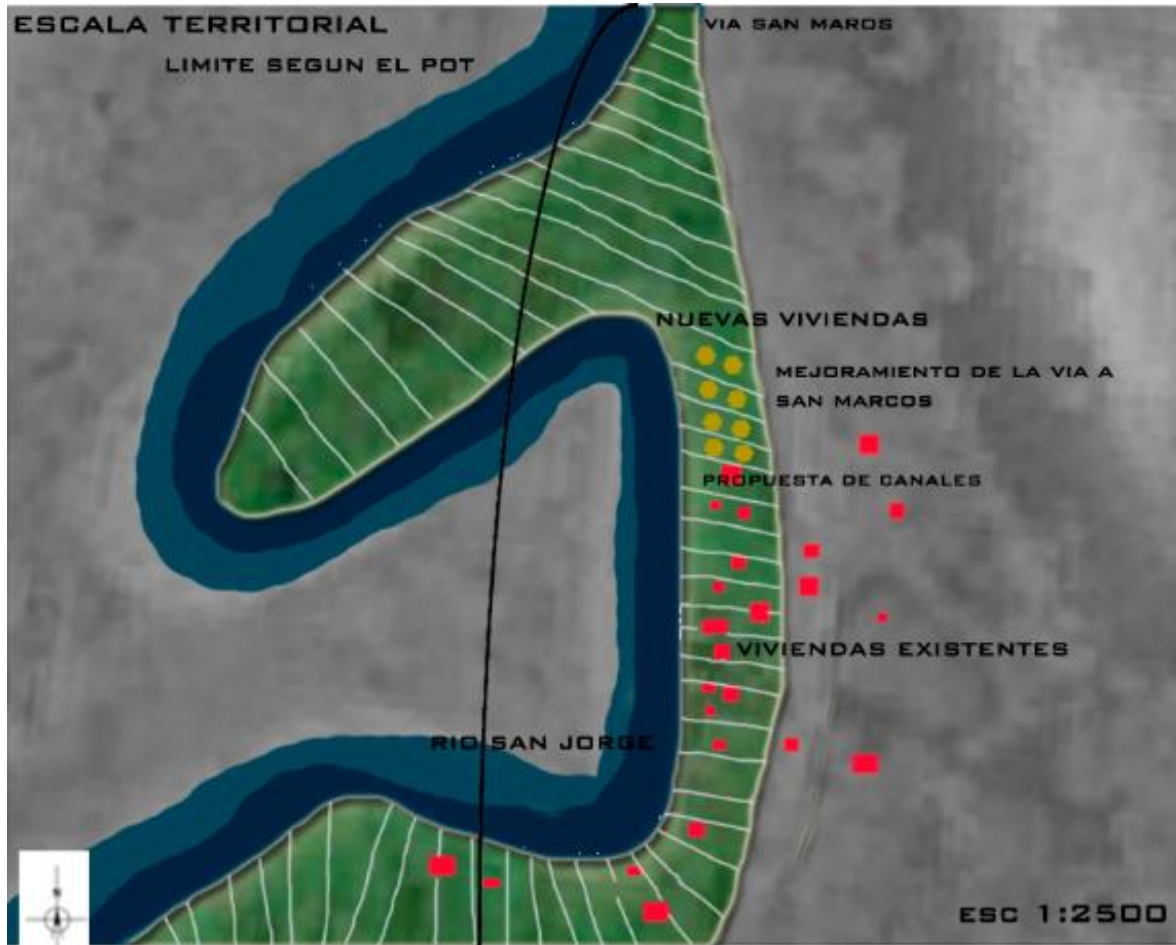 ESCALA TERRITORIAL
VIA SAN MAROS
LIMITE SEGUN EL POT
NUEVAS VIVIENDAS
MEJORAMIENTO DE LA VIA A
SAN MARCOS
PROPUESTA DE CANALES
VIVIENDAS EXISTENTES
RIO SAN JORGE
N
ESC 1:2500